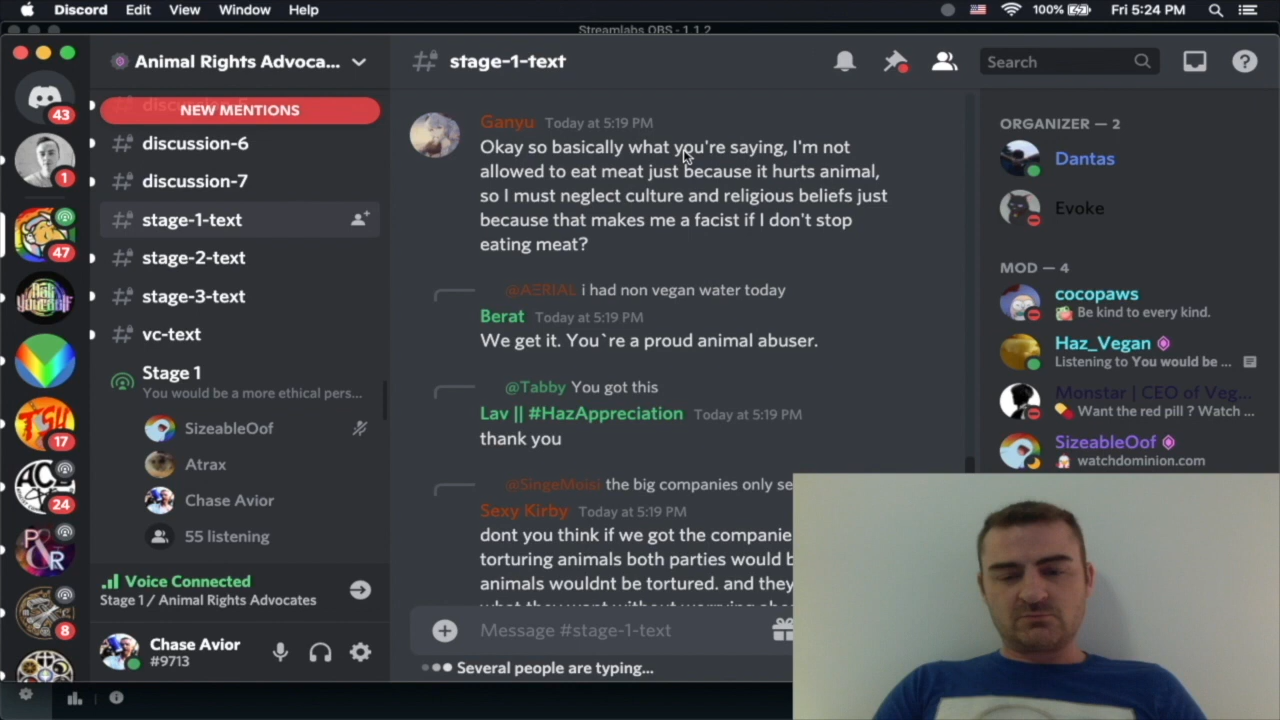 Discord Edit View Window Help
100% Fri 5:24 PM
Streamlabs OBS - 1.1.2
Animal Rights Advoca...
NEW MENTIONS
discussion-6
discussion-7
stage-1-text
stage-2-text
stage-3-text
vc-text
Stage 1
You would be a more ethical pers...
SizeableOof
Atrax
Chase Avior
55 listening
Voice Connected
Stage 1 / Animal Rights Advocates
Chase Avior
#9713
43
1
47
TSH
17
24
P&R
8
stage-1-text
Search
Ganyu Today at 5:19 PM
Okay so basically what you're saying, I'm not
allowed to eat meat just because it hurts animal,
so I must neglect culture and religious beliefs just
because that makes me a facist if I don't stop
eating meat?
@AERIAL i had non vegan water today
Berat Today at 5:19 PM
We get it. You`re a proud animal abuser.
@Tabby You got this
Lav || #HazAppreciation Today at 5:19 PM
thank you
@SingeMoisi the big companies only se
Sexy Kirby Today at 5:19 PM
dont you think if we got the companie
torturing animals both parties would b
animals wouldnt be tortured. and they
Message #stage-1-text
Several people are typing...
ORGANIZER — 2
Dantas
Evoke
MOD — 4
cocopaws
Be kind to every kind.
Haz_Vegan
Listening to You would be ...
Monstar | CEO of Veg...
Want the red pill ? Watch ...
SizeableOof
watchdominion.com